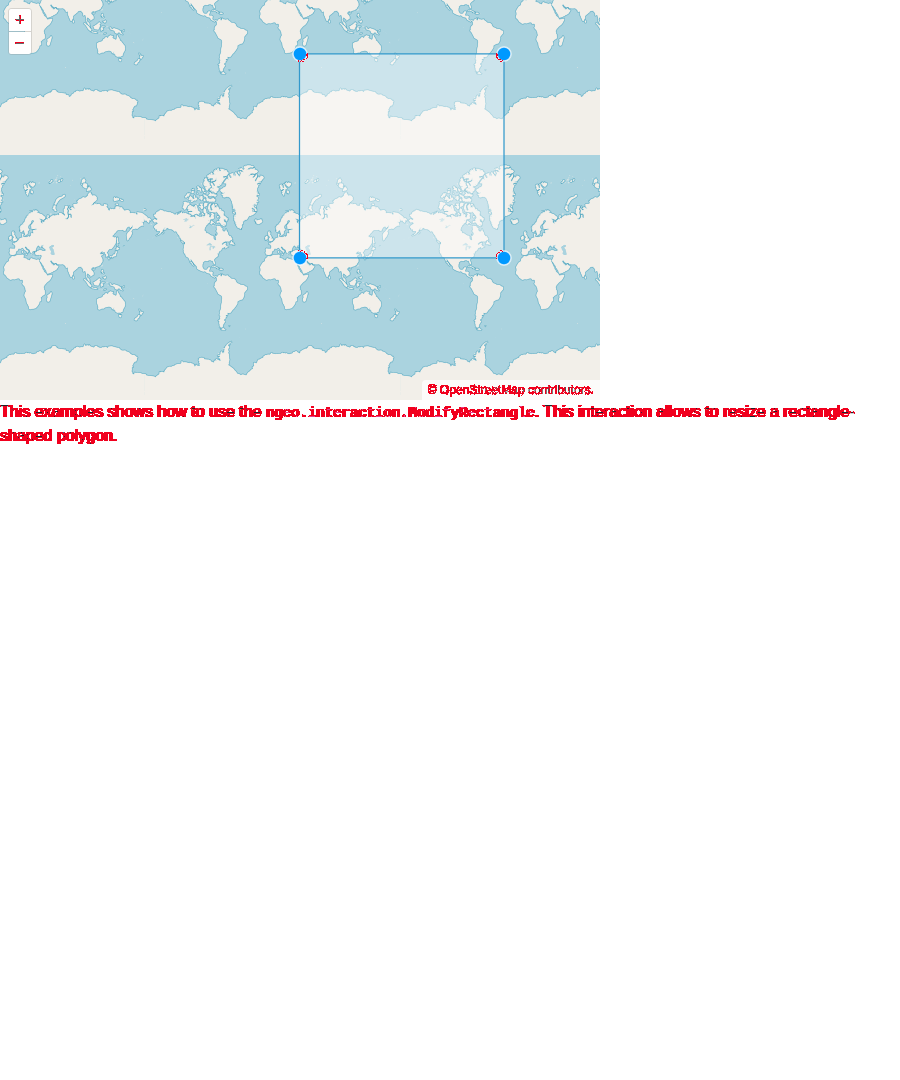 +
−
© OpenStreetMap contributors.
This examples shows how to use the ngeo.interaction.ModifyRectangle. This interaction allows to resize a rectangle-
shaped polygon.